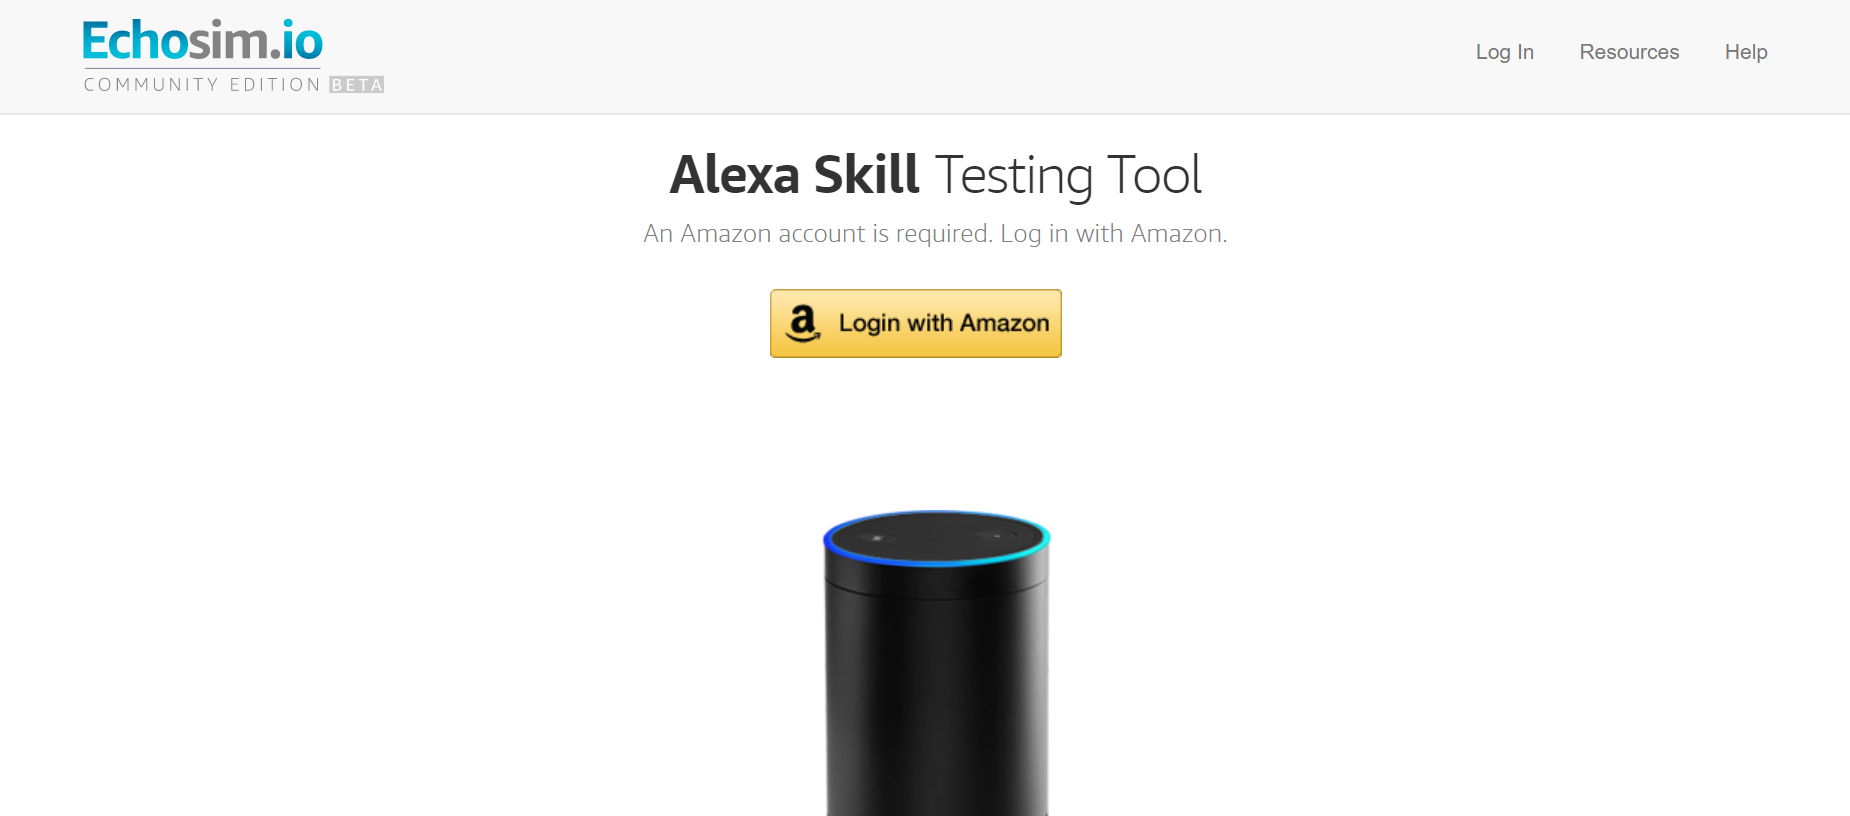 Echosim.io
COMMUNITY EDITION BETA
Log In Resources Help
Alexa Skill Testing Tool
An Amazon account is required. Log in with Amazon.
a Login with Amazon